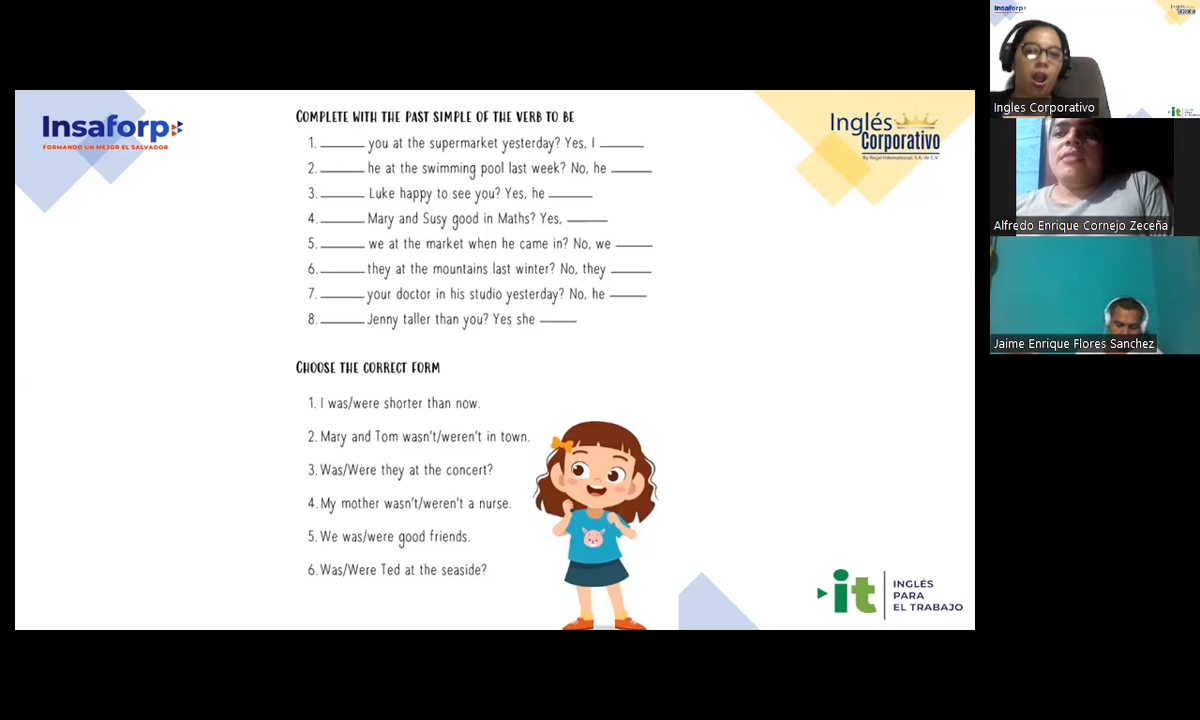 Insaforp
FORMANDO UN MEJOR EL SALVADOR
Inglés
Corporativo
By Regal International, S.A. de C.V.
COMPLETE WITH THE PAST SIMPLE OF THE VERB TO BE
1. ______ you at the supermarket yesterday? Yes, I ______
2. ______ he at the swimming pool last week? No, he ______
3. ______ Luke happy to see you? Yes, he ______
4. ______ Mary and Susy good in Maths? Yes, ______
5. ______ we at the market when he came in? No, we ______
6. ______ they at the mountains last winter? No, they ______
7. ______ your doctor in his studio yesterday? No, he ______
8. ______ Jenny taller than you? Yes she ______
CHOOSE THE CORRECT FORM
1. I was/were shorter than now.
2. Mary and Tom wasn't/weren't in town.
3. Was/Were they at the concert?
4. My mother wasn't/weren't a nurse.
5. We was/were good friends.
6. Was/Were Ted at the seaside?
it
INGLÉS
PARA
EL TRABAJO
Insaforp
Ingles Corporativo
it
Alfredo Enrique Cornejo Zeceña
Jaime Enrique Flores Sanchez